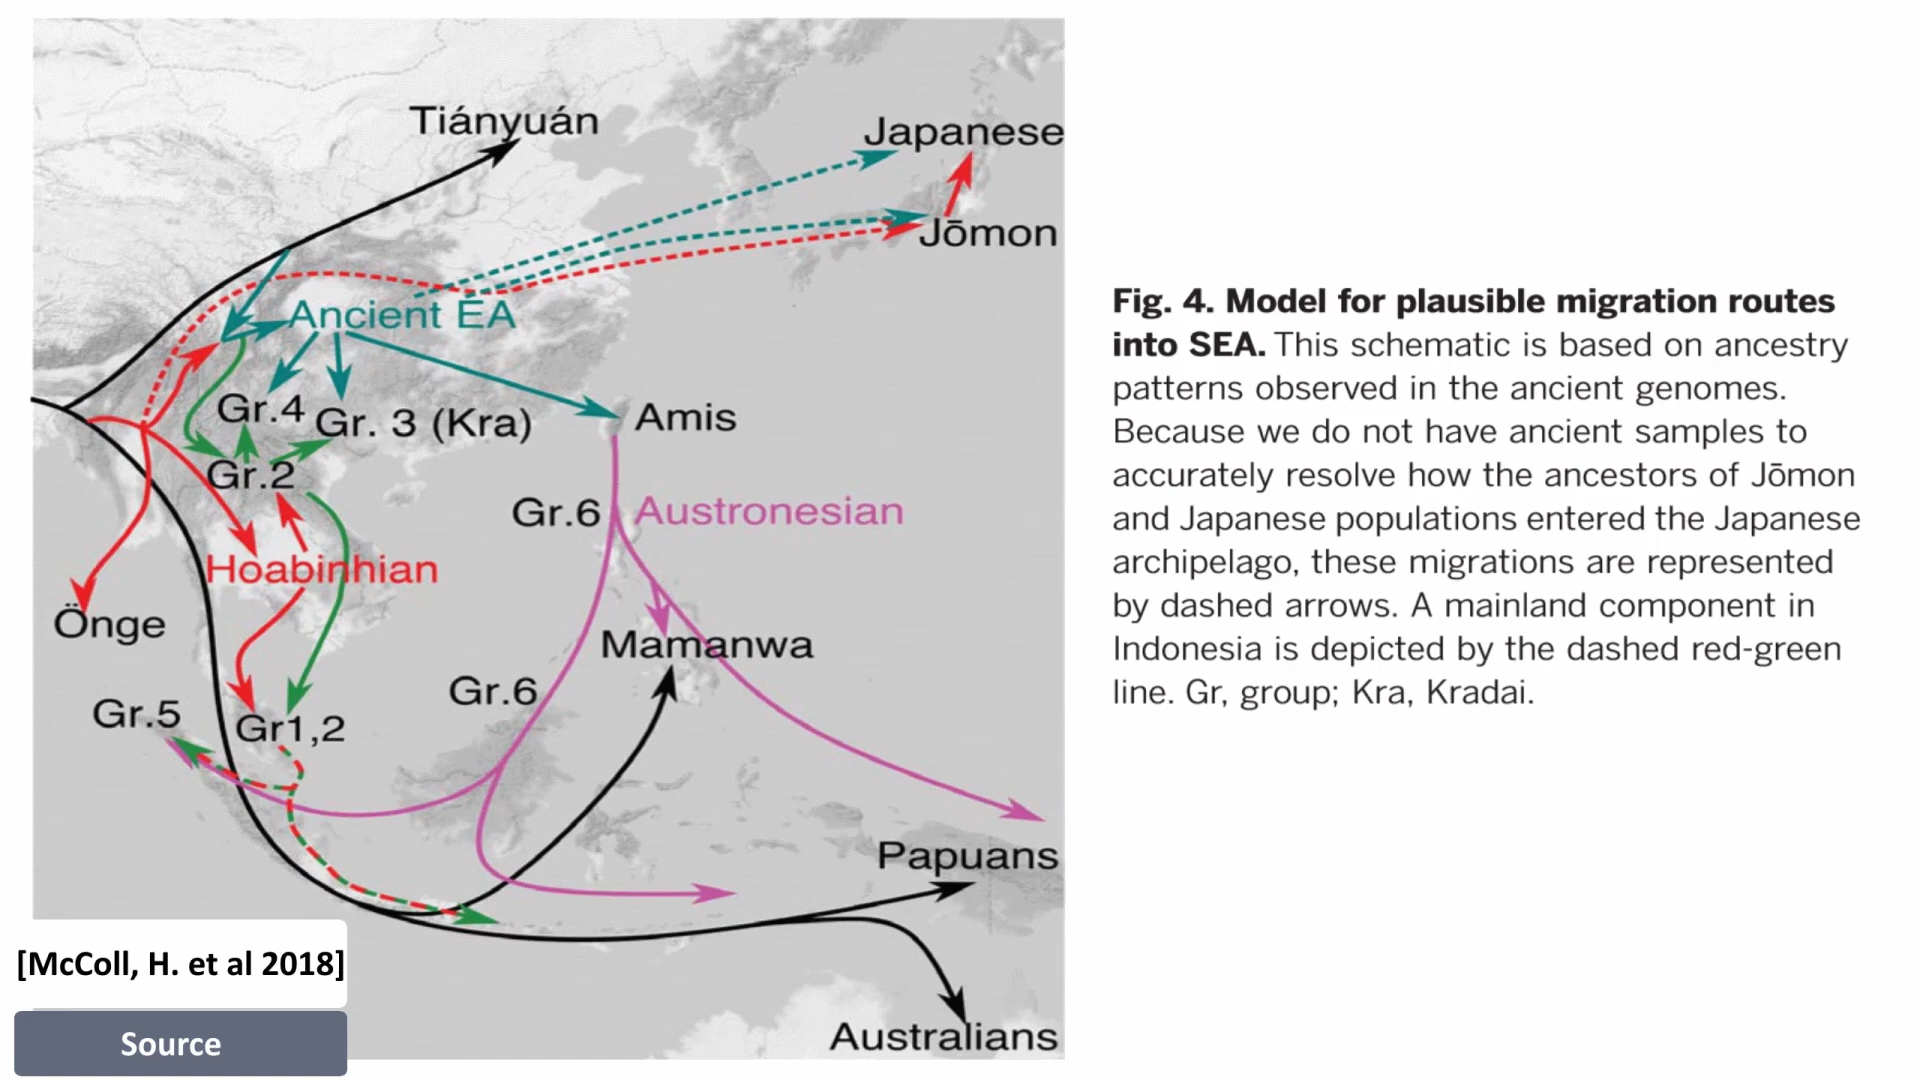 Tiányuán
Japanese
Jōmon
Ancient EA
Gr.4
Gr. 3 (Kra)
Amis
Gr.2
Gr.6
Austronesian
Hoabinhian
Önge
Mamanwa
Gr.6
Gr.5
Gr1,2
Papuans
Australians
[McColl, H. et al 2018]
Source
Fig. 4. Model for plausible migration routes
into SEA. This schematic is based on ancestry
patterns observed in the ancient genomes.
Because we do not have ancient samples to
accurately resolve how the ancestors of Jōmon
and Japanese populations entered the Japanese
archipelago, these migrations are represented
by dashed arrows. A mainland component in
Indonesia is depicted by the dashed red-green
line. Gr, group; Kra, Kradai.